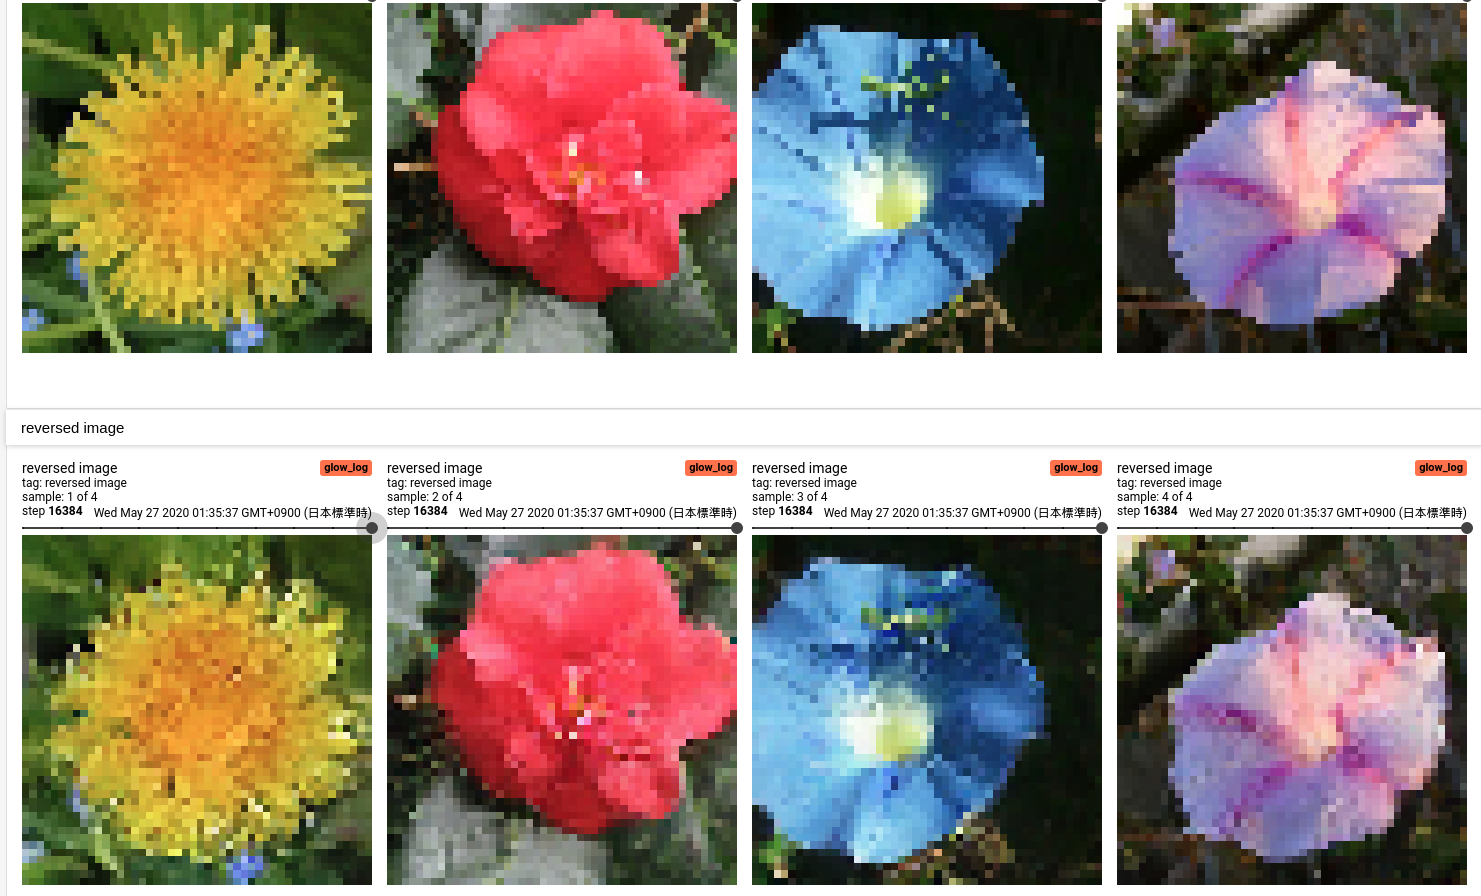 reversed image
reversed image glow_log
tag: reversed image
sample: 1 of 4
step 16384 Wed May 27 2020 01:35:37 GMT+0900 (日本標準時)
reversed image glow_log
tag: reversed image
sample: 2 of 4
step 16384 Wed May 27 2020 01:35:37 GMT+0900 (日本標準時)
reversed image glow_log
tag: reversed image
sample: 3 of 4
step 16384 Wed May 27 2020 01:35:37 GMT+0900 (日本標準時)
reversed image glow_log
tag: reversed image
sample: 4 of 4
step 16384 Wed May 27 2020 01:35:37 GMT+0900 (日本標準時)